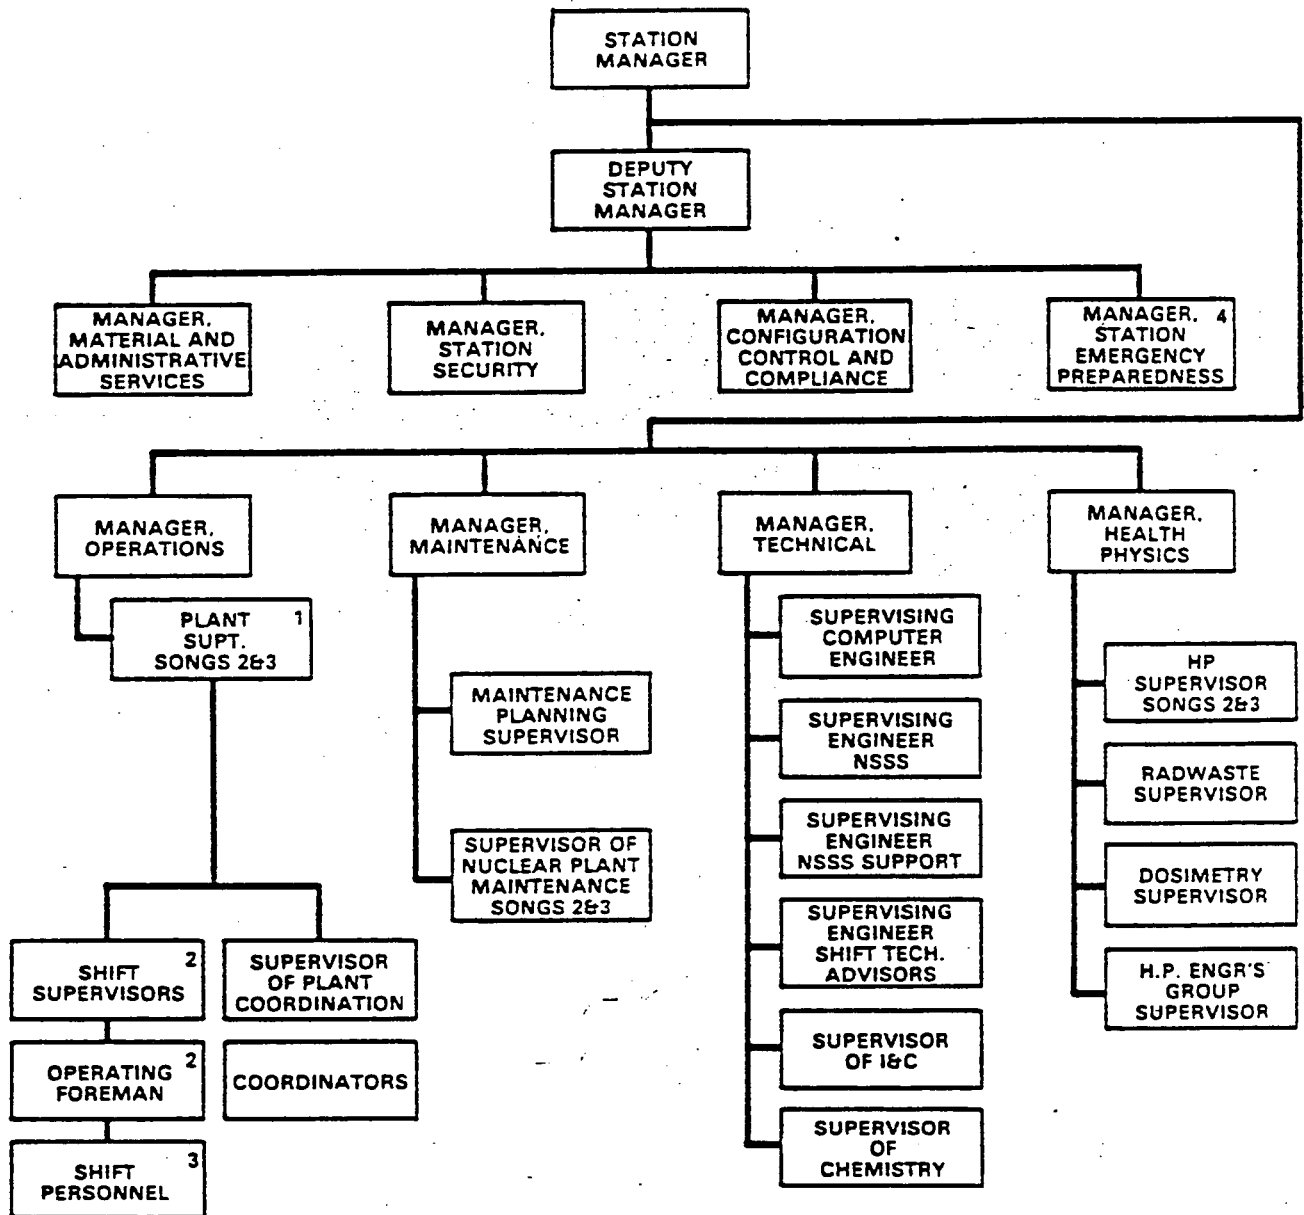 STATION
MANAGER
DEPUTY
STATION
MANAGER
MANAGER,
MATERIAL AND
ADMINISTRATIVE
SERVICES
MANAGER,
STATION
SECURITY
MANAGER,
CONFIGURATION
CONTROL AND
COMPLIANCE
MANAGER, 4
STATION
EMERGENCY
PREPAREDNESS
MANAGER,
OPERATIONS
MANAGER,
MAINTENANCE
MANAGER,
TECHNICAL
MANAGER,
HEALTH
PHYSICS
PLANT 1
SUPT.
SONGS 2&3
SHIFT 2
SUPERVISORS
OPERATING 2
FOREMAN
SHIFT 3
PERSONNEL
SUPERVISOR
OF PLANT
COORDINATION
COORDINATORS
MAINTENANCE
PLANNING
SUPERVISOR
SUPERVISOR OF
NUCLEAR PLANT
MAINTENANCE
SONGS 2&3
SUPERVISING
COMPUTER
ENGINEER
SUPERVISING
ENGINEER
NSSS
SUPERVISING
ENGINEER
NSSS SUPPORT
SUPERVISING
ENGINEER
SHIFT TECH.
ADVISORS
SUPERVISOR
OF I&C
SUPERVISOR
OF
CHEMISTRY
HP
SUPERVISOR
SONGS 2&3
RADWASTE
SUPERVISOR
DOSIMETRY
SUPERVISOR
H.P. ENGR'S
GROUP
SUPERVISOR